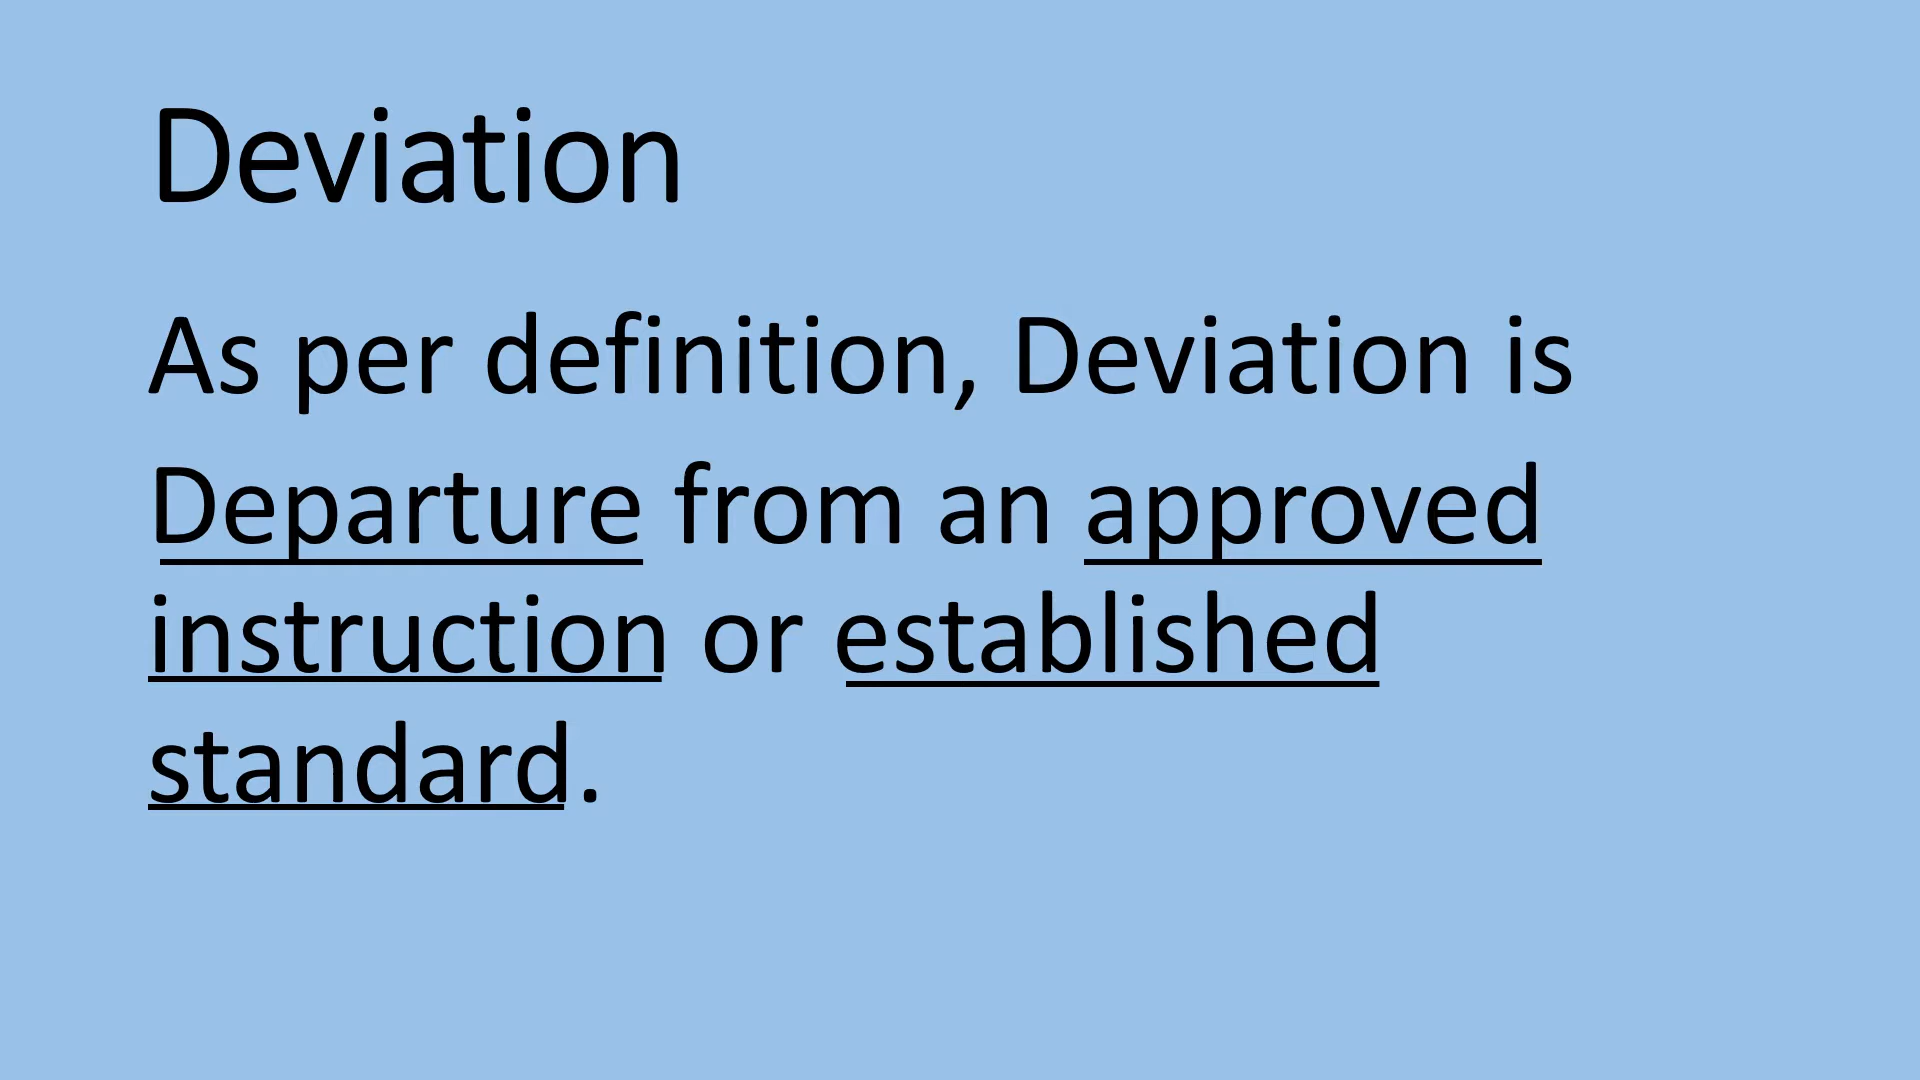 Deviation
As per definition, Deviation is
Departure from an approved
instruction or established
standard.